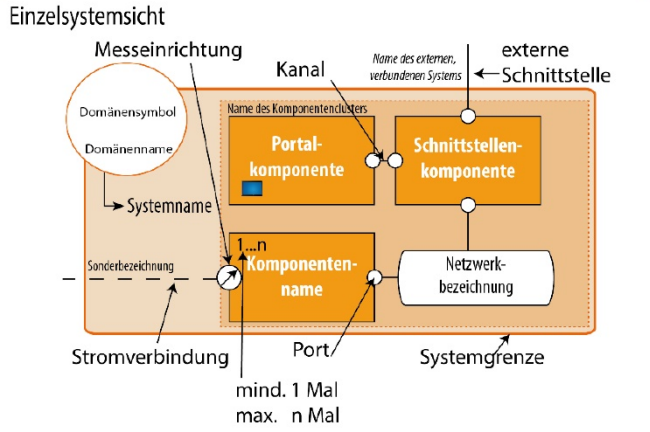 Einzelsystemsicht
Messeinrichtung
Kanal
Name des externen,
verbundenen Systems
externe
Schnittstelle
Domänensymbol
Domänenname
Systemname
Name des Komponentenclusters
Portal-
komponente
Schnittstellen-
komponente
Sonderbezeichnung
1...n
Komponenten-
name
Netzwerk-
bezeichnung
Stromverbindung
Port
Systemgrenze
mind. 1 Mal
max. n Mal